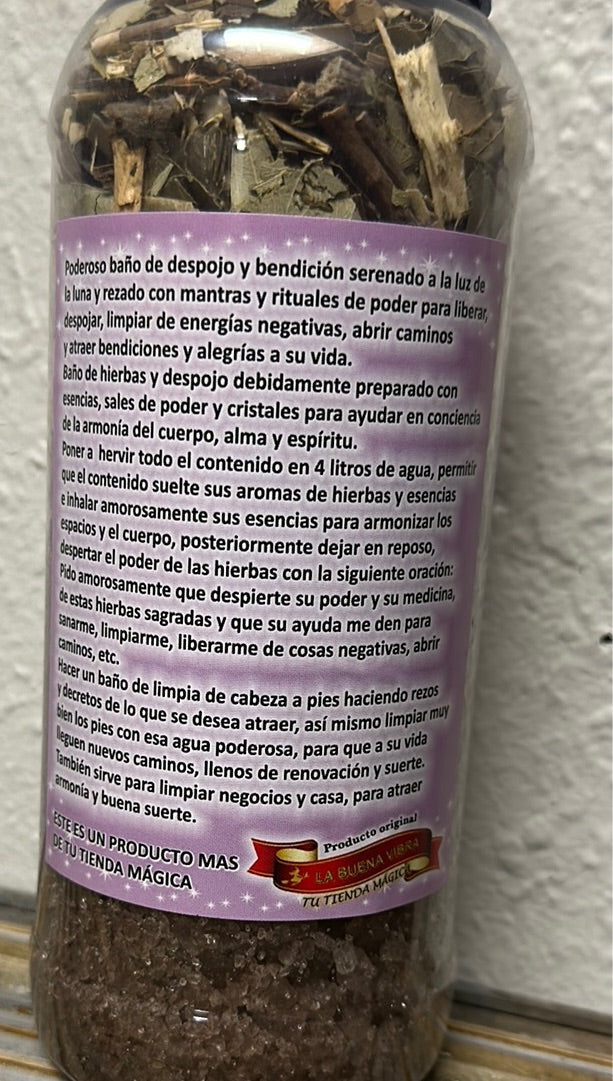 Poderoso baño de despojo y bendición serenado a la luz de
la luna y rezado con mantras y rituales de poder para liberar,
despojar, limpiar de energías negativas, abrir caminos
y atraer bendiciones y alegrías a su vida.
Baño de hierbas y despojo debidamente preparado con
esencias, sales de poder y cristales para ayudar en conciencia
de la armonía del cuerpo, alma y espíritu.
Poner a hervir todo el contenido en 4 litros de agua, permitir
que el contenido suelte sus aromas de hierbas y esencias
e inhalar amorosamente sus esencias para armonizar los
espacios y el cuerpo, posteriormente dejar en reposo,
despertar el poder de las hierbas con la siguiente oración:
Pido amorosamente que despierte su poder y su medicina,
de estas hierbas sagradas y que su ayuda me den para
sanarme, limpiarme, liberarme de cosas negativas, abrir
caminos, etc.
Hacer un baño de limpia de cabeza a pies haciendo rezos
y decretos de lo que se desea atraer, así mismo limpiar muy
bien los pies con esa agua poderosa, para que a su vida
lleguen nuevos caminos, llenos de renovación y suerte.
También sirve para limpiar negocios y casa, para atraer
armonía y buena suerte.
ESTE ES UN PRODUCTO MAS
DE TU TIENDA MÁGICA
Producto original
LA BUENA VIBRA
TU TIENDA MÁGICA